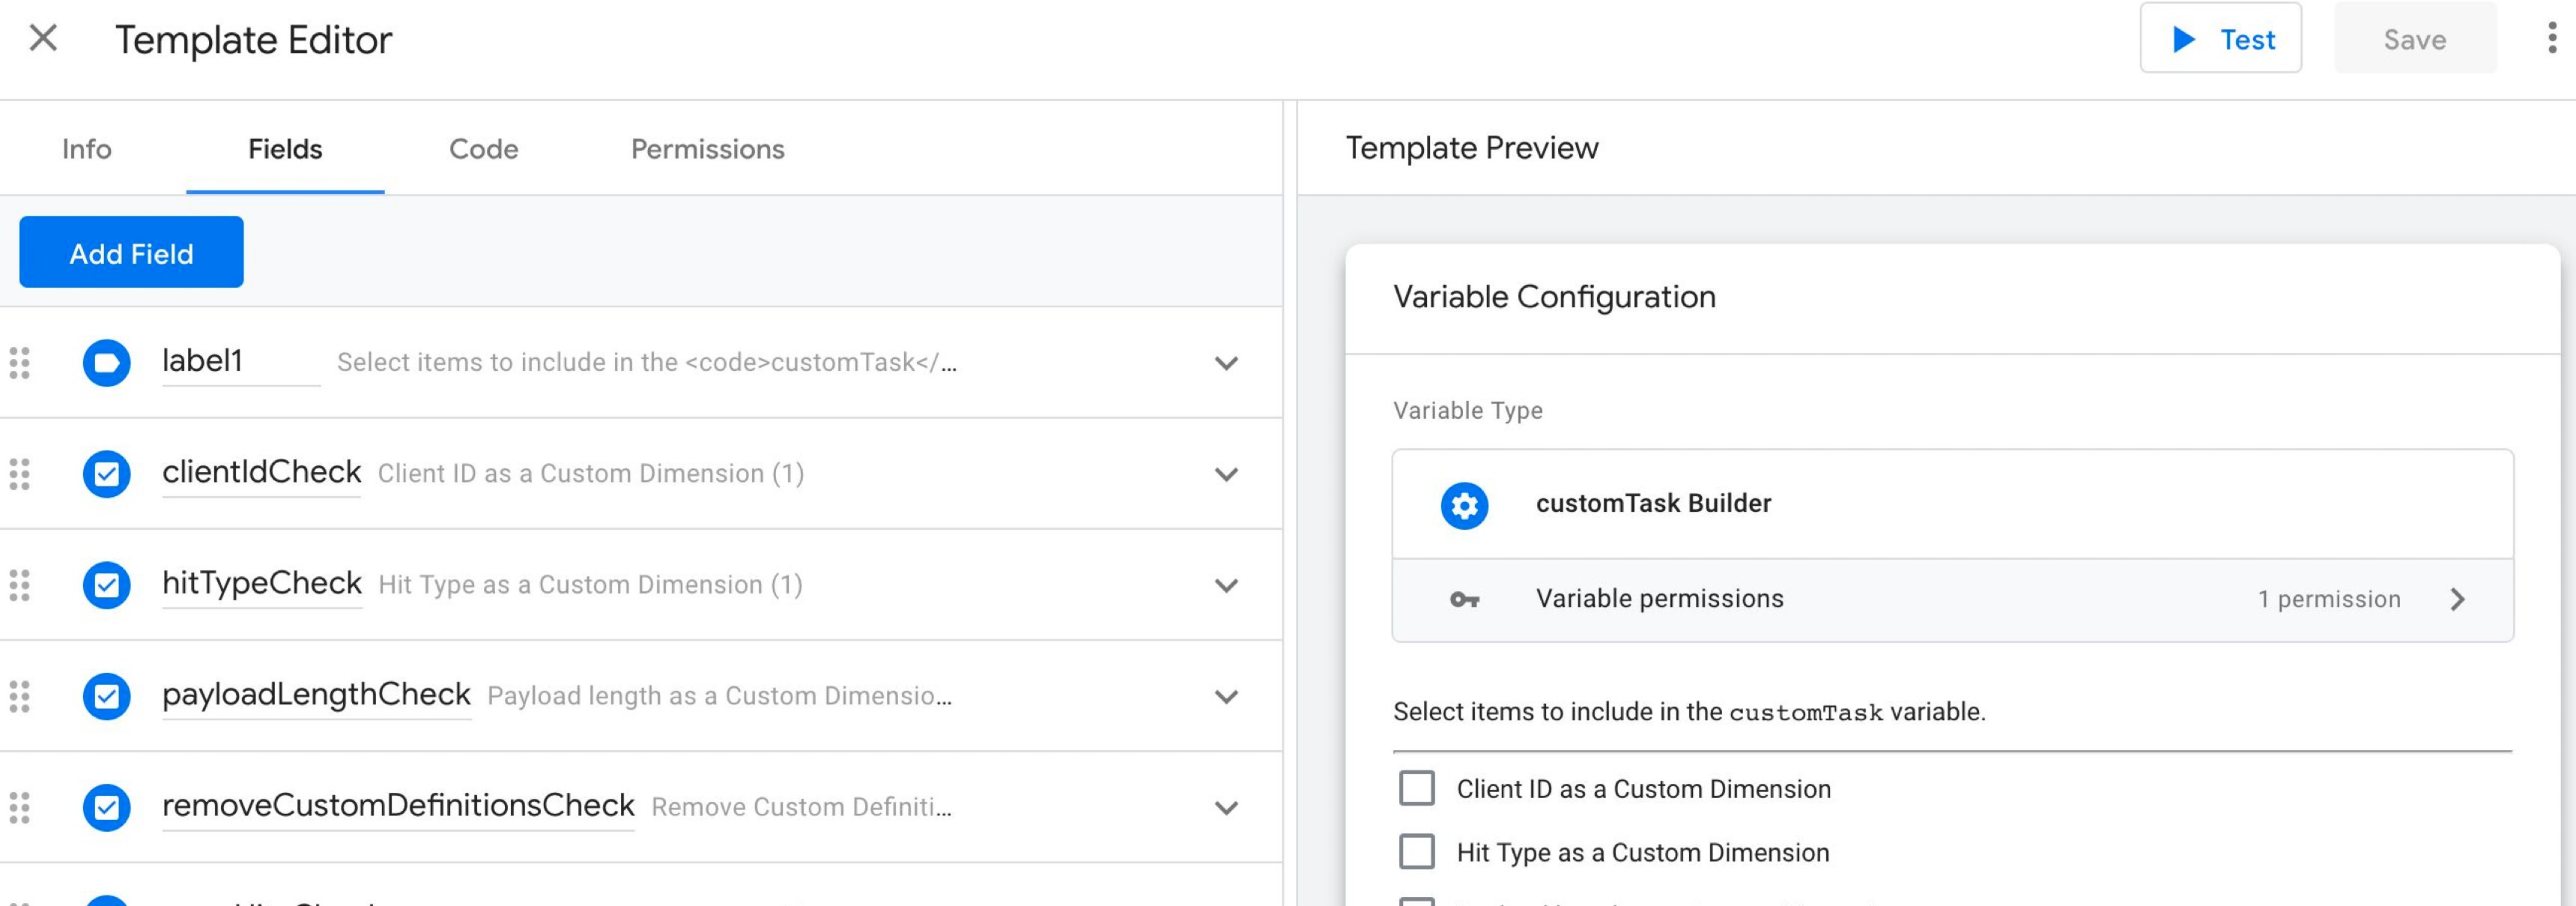 Template Editor
Test
Save
Info
Fields
Code
Permissions
Add Field
label1 Select items to include in the <code>customTask</...
clientIdCheck Client ID as a Custom Dimension (1)
hitTypeCheck Hit Type as a Custom Dimension (1)
payloadLengthCheck Payload length as a Custom Dimensio...
removeCustomDefinitionsCheck Remove Custom Definiti...
Template Preview
Variable Configuration
Variable Type
customTask Builder
Variable permissions
1 permission
Select items to include in the customTask variable.
Client ID as a Custom Dimension
Hit Type as a Custom Dimension